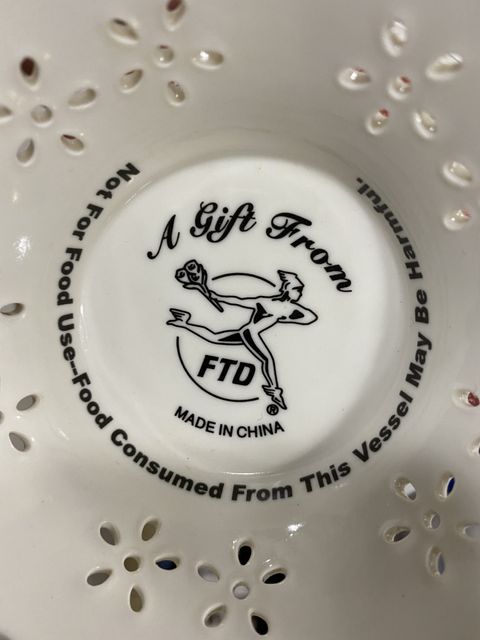 A Gift From
FTD
®
MADE IN CHINA
Not For Food Use--Food Consumed From This Vessel May Be Harmful.